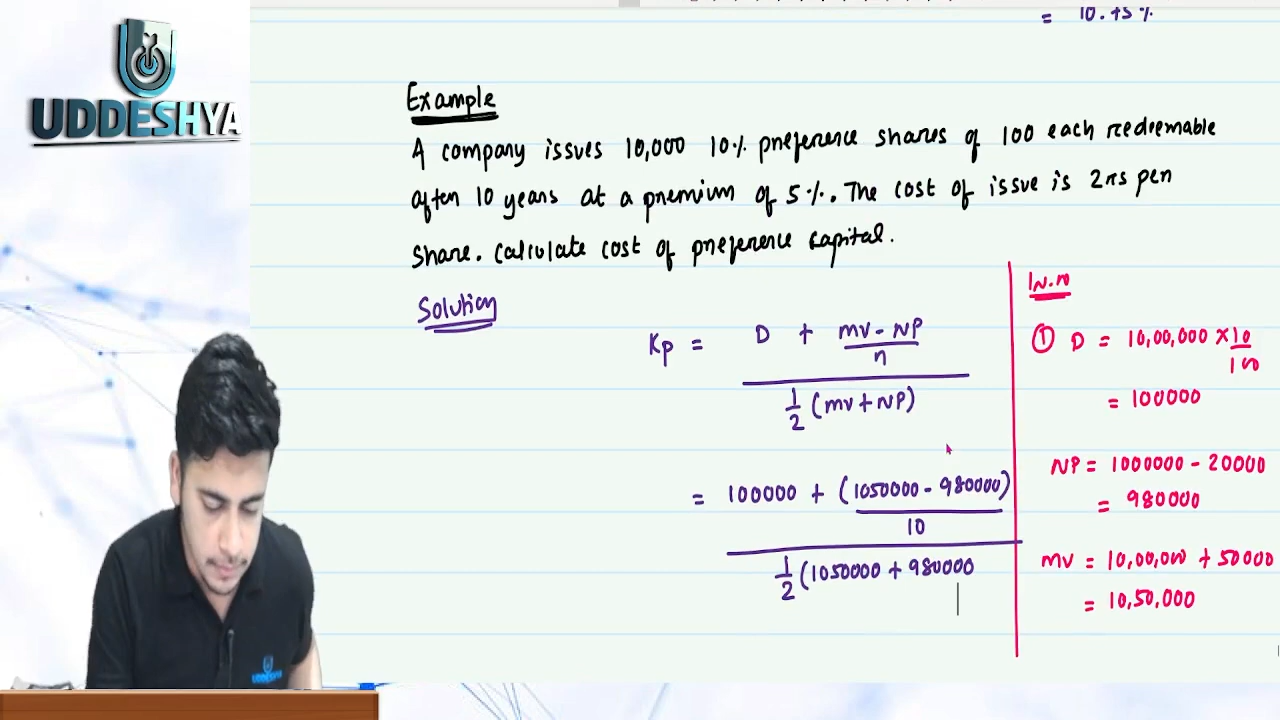 = 10.45%
UDDESHYA
Example
A company issues 10,000 10% preference shares of 100 each redeemable
after 10 years at a premium of 5%. The cost of issue is 2rs per
share. Calculate cost of preference capital.
Solution
Kp = D + MV - NP
n
1/2 (MV + NP)
= 100000 + (1050000 - 980000)
10
1/2 (1050000 + 980000
W.N
① D = 10,00,000 × 10/100
= 100000
NP = 1000000 - 20000
= 980000
MV = 10,00,000 + 50000
= 10,50,000
UDDESHYA